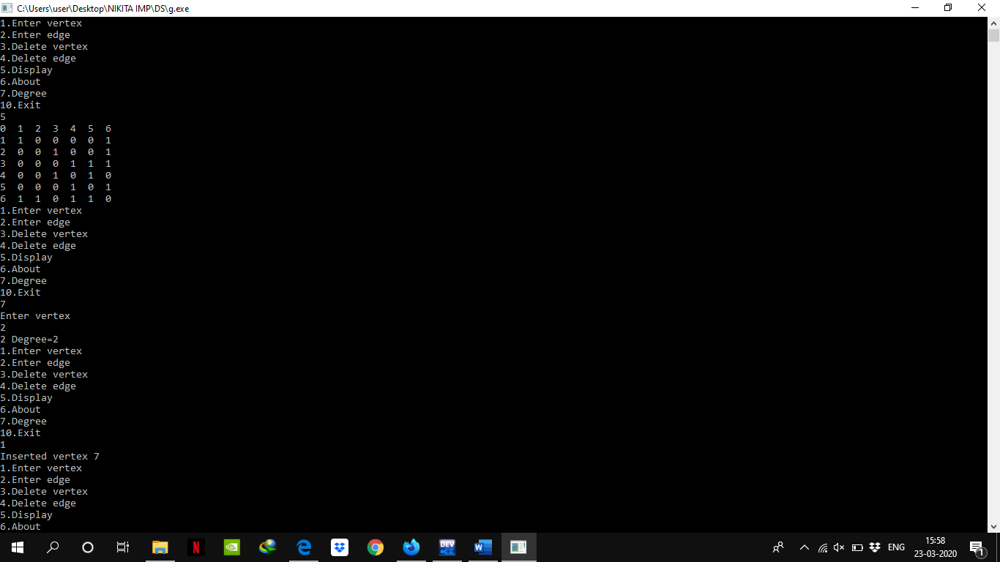 C:\Users\user\Desktop\NIKITA IMP\DS\g.exe
1.Enter vertex
2.Enter edge
3.Delete vertex
4.Delete edge
5.Display
6.About
7.Degree
10.Exit
5
0  1  2  3  4  5  6
1  1  0  0  0  0  1
2  0  0  1  0  0  1
3  0  0  0  1  1  1
4  0  0  1  0  1  0
5  0  0  0  1  0  1
6  1  1  0  1  1  0
1.Enter vertex
2.Enter edge
3.Delete vertex
4.Delete edge
5.Display
6.About
7.Degree
10.Exit
7
Enter vertex
2
2 Degree=2
1.Enter vertex
2.Enter edge
3.Delete vertex
4.Delete edge
5.Display
6.About
7.Degree
10.Exit
1
Inserted vertex 7
1.Enter vertex
2.Enter edge
3.Delete vertex
4.Delete edge
5.Display
6.About
N
DEV
C++
W
ENG
15:58
23-03-2020
1